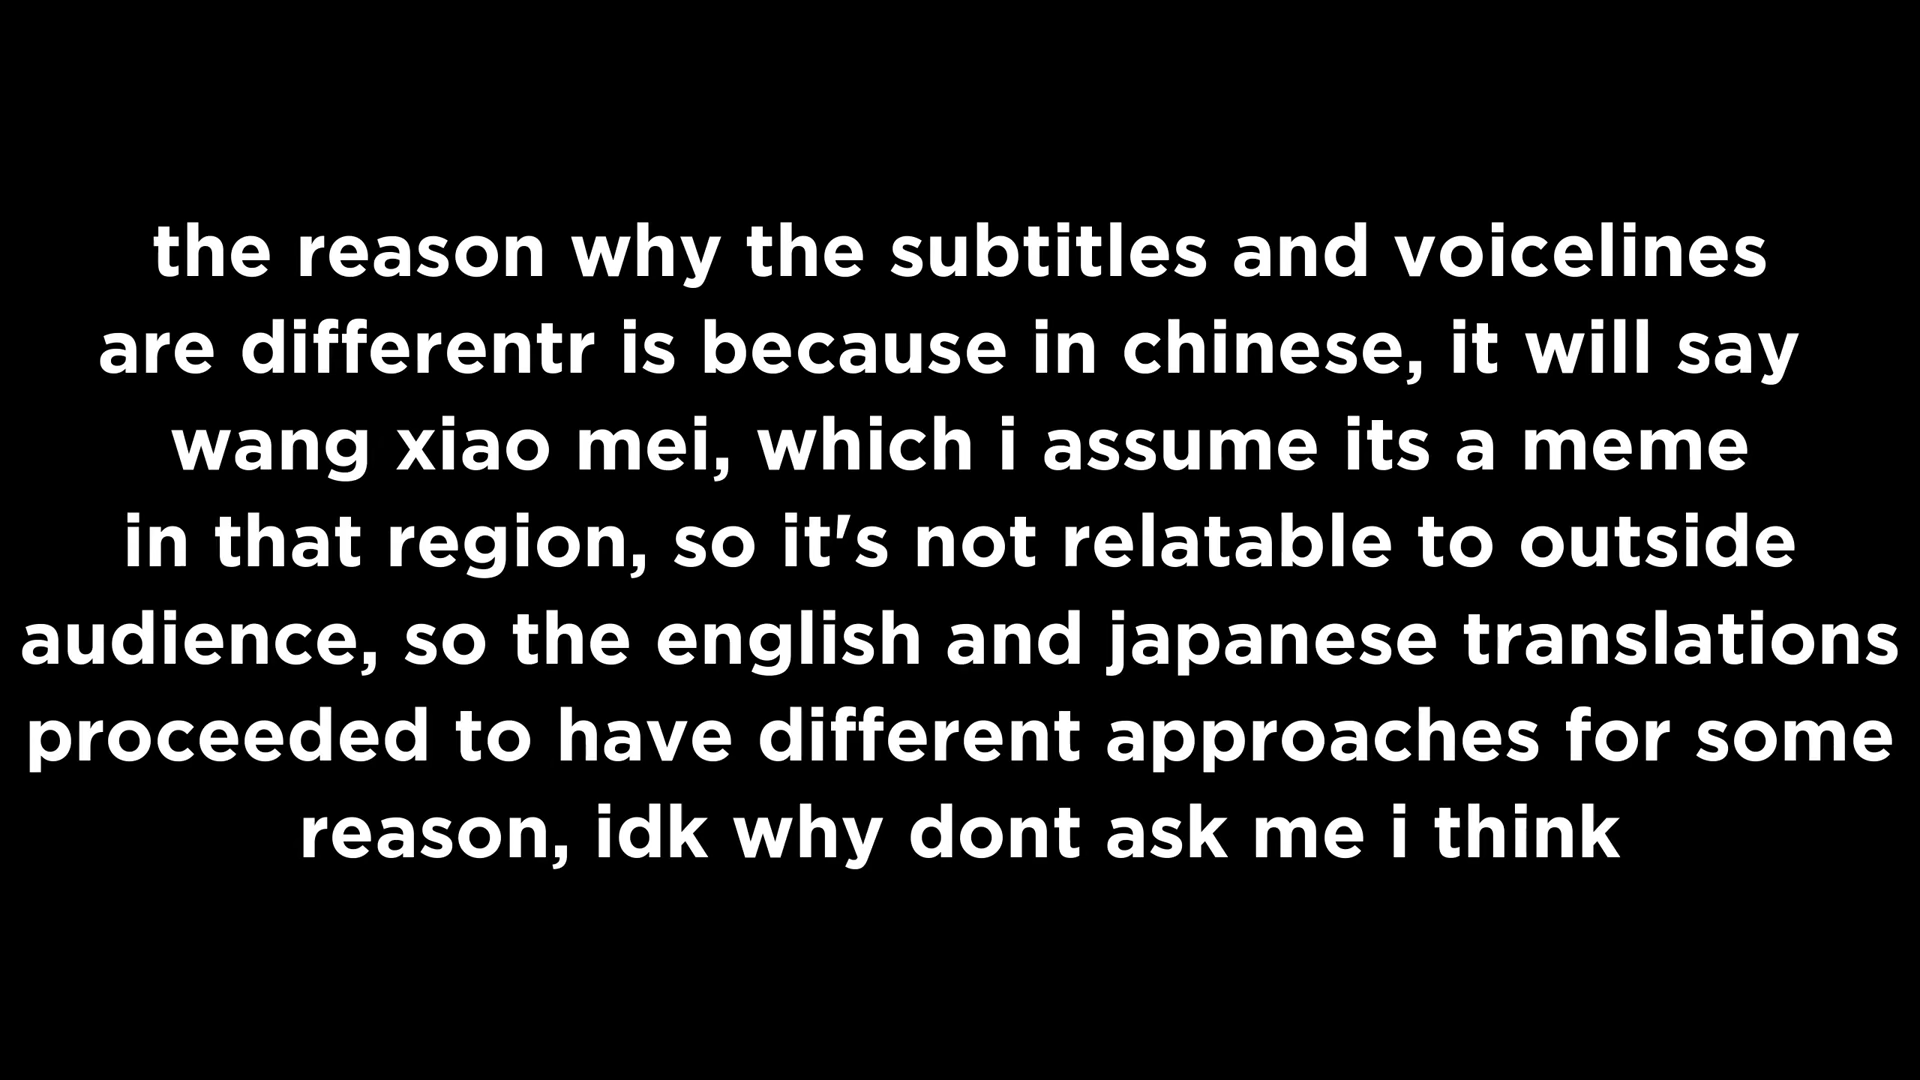 the reason why the subtitles and voicelines
are differentr is because in chinese, it will say
wang xiao mei, which i assume its a meme
in that region, so it's not relatable to outside
audience, so the english and japanese translations
proceeded to have different approaches for some
reason, idk why dont ask me i think